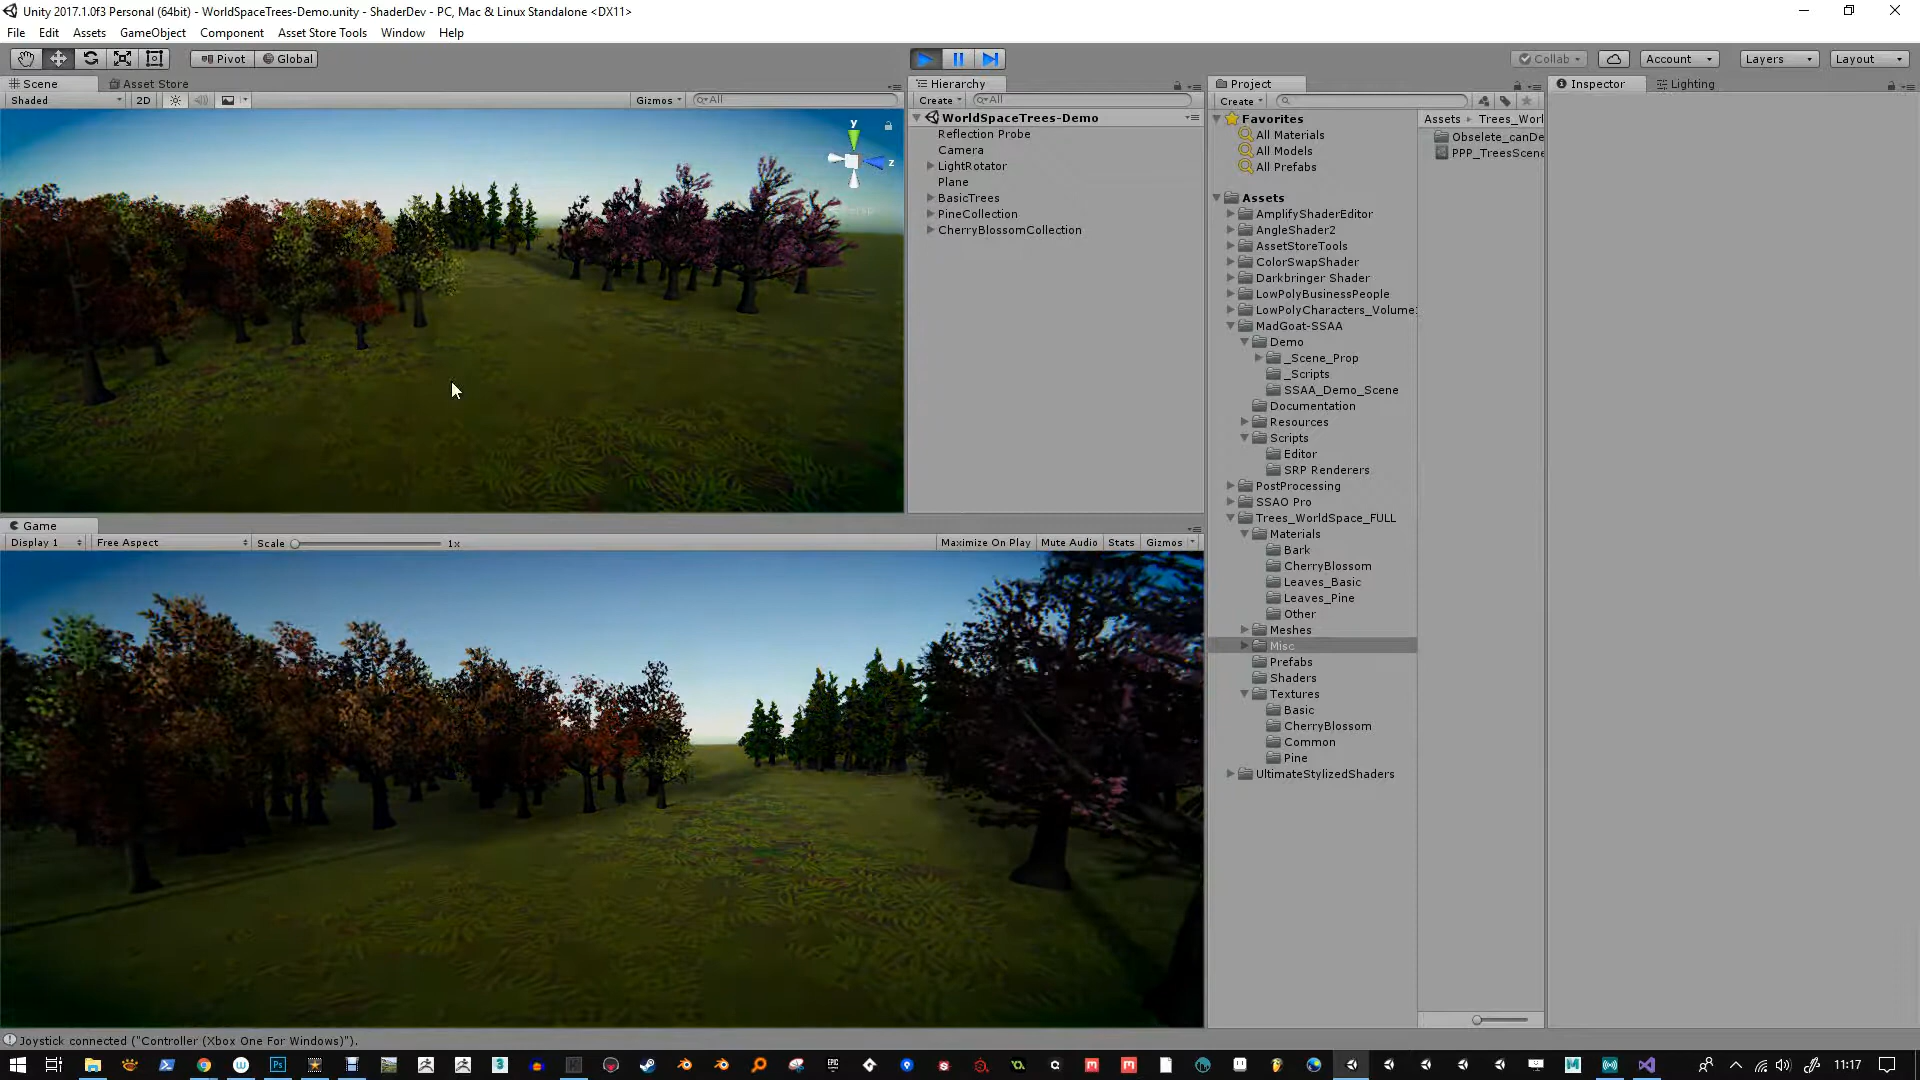 Unity 2017.1.0f3 Personal (64bit) - WorldSpaceTrees-Demo.unity - ShaderDev - PC, Mac & Linux Standalone <DX11>
File Edit Assets GameObject Component Asset Store Tools Window Help
Pivot Global
Collab Account Layers Layout
Scene Asset Store
Shaded 2D Gizmos All
y
z
Game
Display 1 Free Aspect Scale 1x Maximize On Play Mute Audio Stats Gizmos
Hierarchy
Create All
WorldSpaceTrees-Demo
Reflection Probe
Camera
LightRotator
Plane
BasicTrees
PineCollection
CherryBlossomCollection
Project
Create
Favorites
All Materials
All Models
All Prefabs
Assets
AmplifyShaderEditor
AngleShader2
AssetStoreTools
ColorSwapShader
Darkbringer Shader
LowPolyBusinessPeople
LowPolyCharacters_Volume
MadGoat-SSAA
Demo
_Scene_Prop
_Scripts
SSAA_Demo_Scene
Documentation
Resources
Scripts
Editor
SRP Renderers
PostProcessing
SSAO Pro
Trees_WorldSpace_FULL
Materials
Bark
CherryBlossom
Leaves_Basic
Leaves_Pine
Other
Meshes
Misc
Prefabs
Shaders
Textures
Basic
CherryBlossom
Common
Pine
UltimateStylizedShaders
Assets Trees_Worl
Obselete_canDe
PPP_TreesScene
Inspector Lighting
Joystick connected ("Controller (Xbox One For Windows)").
11:17